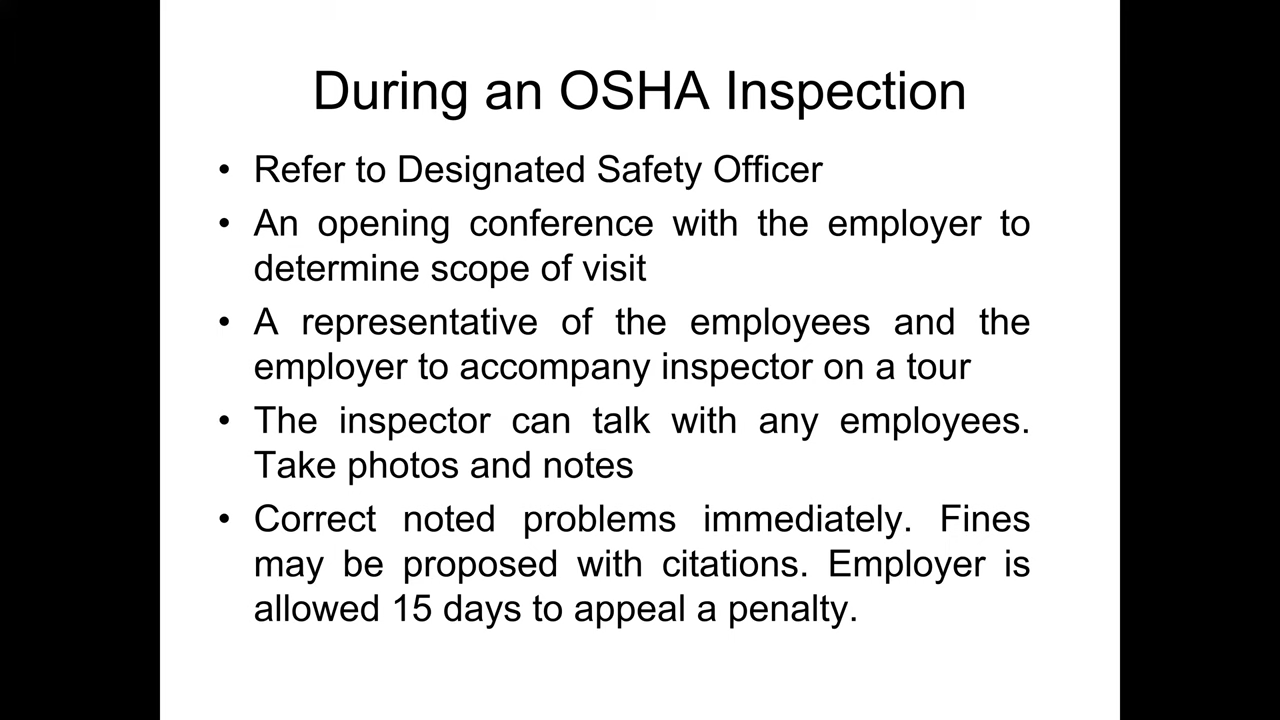 During an OSHA Inspection
• Refer to Designated Safety Officer
• An opening conference with the employer to
determine scope of visit
• A representative of the employees and the
employer to accompany inspector on a tour
• The inspector can talk with any employees.
Take photos and notes
• Correct noted problems immediately. Fines
may be proposed with citations. Employer is
allowed 15 days to appeal a penalty.